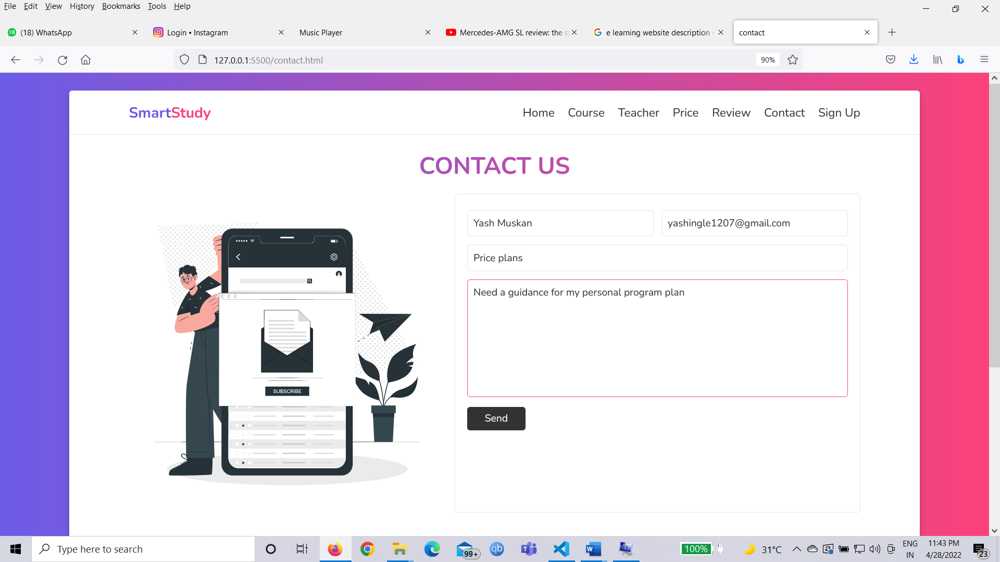 File Edit View History Bookmarks Tools Help
(18) WhatsApp
Login • Instagram
Music Player
Mercedes-AMG SL review: the s
e learning website description -
contact
127.0.0.1:5500/contact.html
90%
SmartStudy
Home Course Teacher Price Review Contact Sign Up
CONTACT US
Yash Muskan
yashingle1207@gmail.com
Price plans
Need a guidance for my personal program plan
Send
SUBSCRIBE
Type here to search
99+
qb
100%
31°C
ENG
IN
11:43 PM
4/28/2022
23